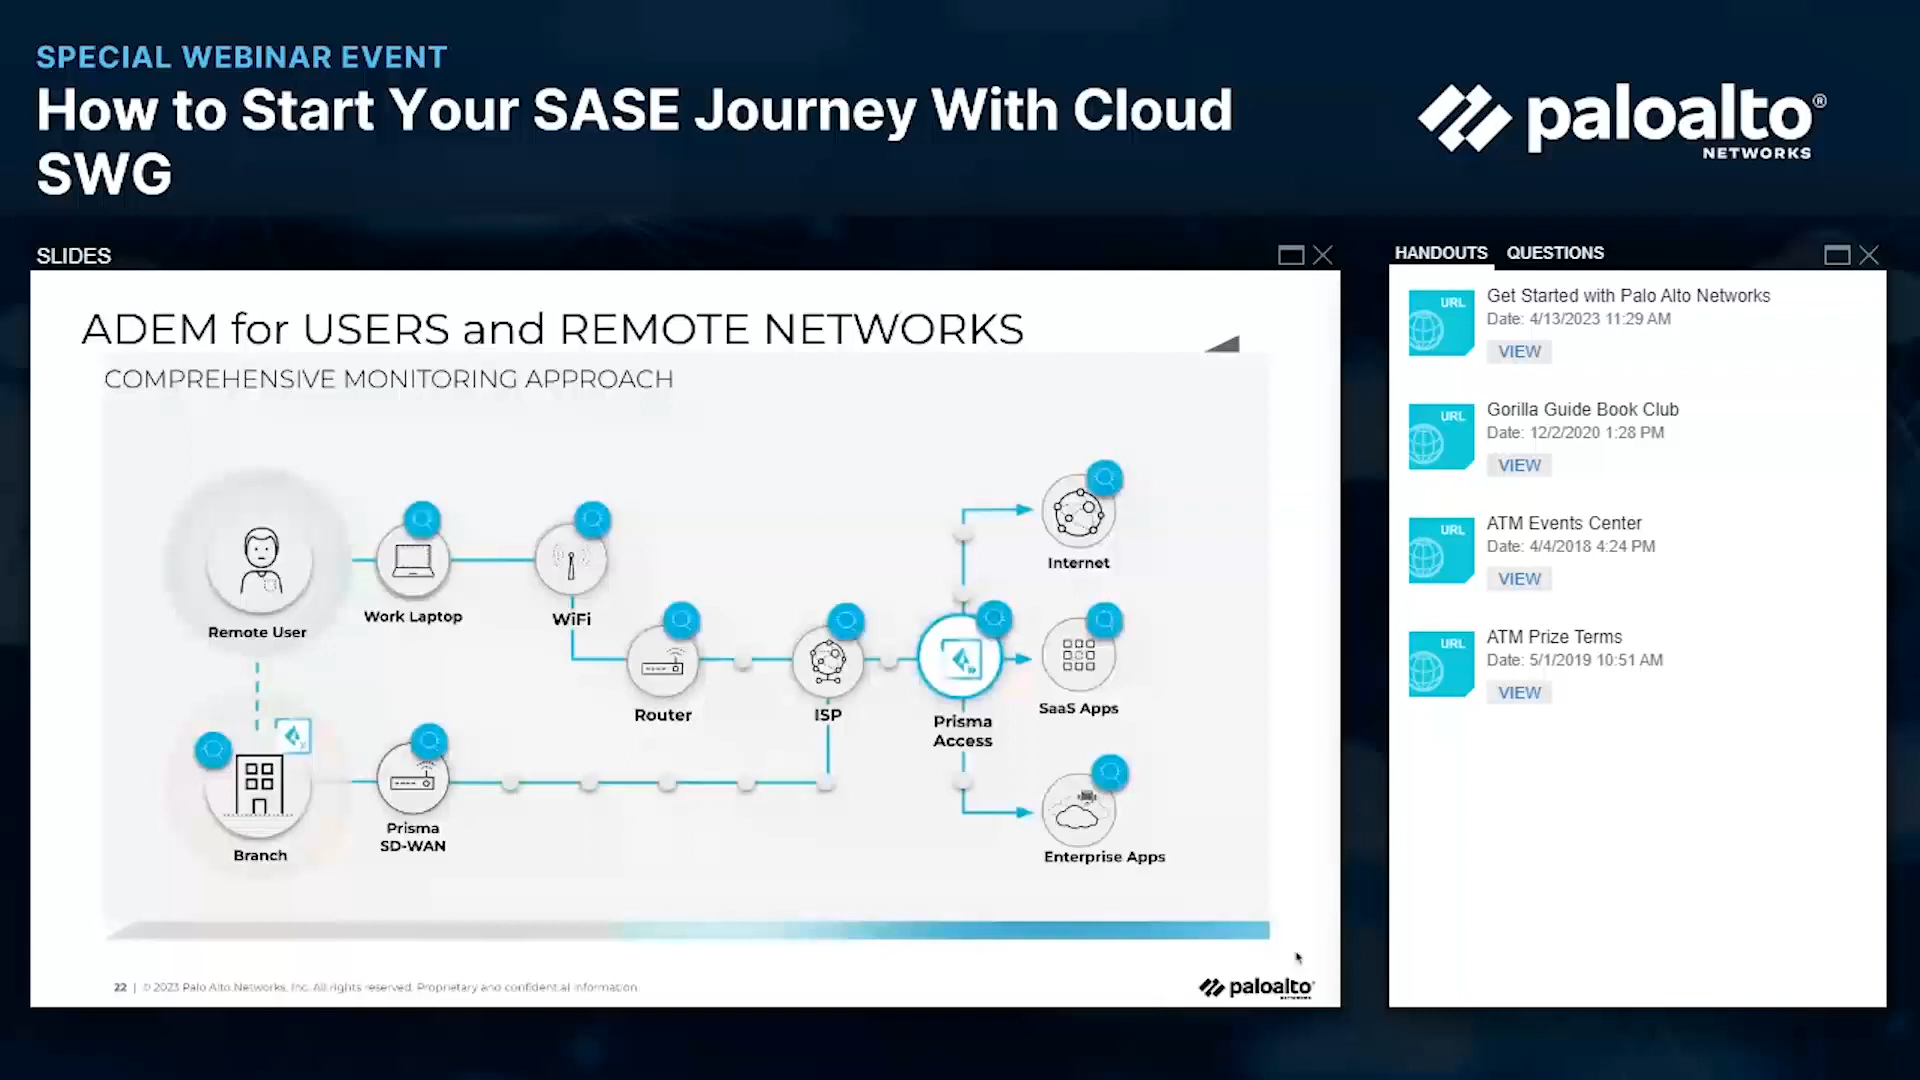 SPECIAL WEBINAR EVENT
How to Start Your SASE Journey With Cloud
SWG
paloalto®
NETWORKS
SLIDES
ADEM for USERS and REMOTE NETWORKS
COMPREHENSIVE MONITORING APPROACH
Internet
Work Laptop
WiFi
Remote User
Router
ISP
Prisma
Access
SaaS Apps
Prisma
SD-WAN
Branch
Enterprise Apps
22 | © 2023 Palo Alto Networks, Inc. All rights reserved. Proprietary and confidential information.
paloalto
NETWORKS
HANDOUTS QUESTIONS
URL
Get Started with Palo Alto Networks
Date: 4/13/2023 11:29 AM
VIEW
URL
Gorilla Guide Book Club
Date: 12/2/2020 1:28 PM
VIEW
URL
ATM Events Center
Date: 4/4/2018 4:24 PM
VIEW
URL
ATM Prize Terms
Date: 5/1/2019 10:51 AM
VIEW